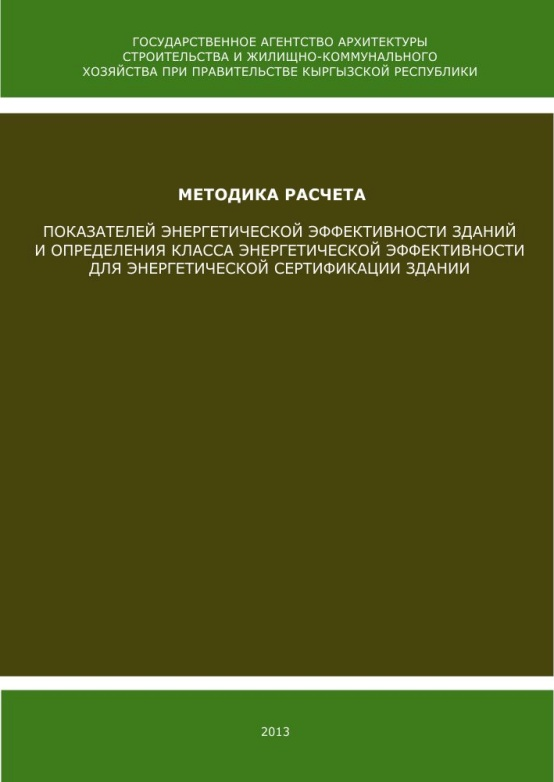 ГОСУДАРСТВЕННОЕ АГЕНТСТВО АРХИТЕКТУРЫ
СТРОИТЕЛЬСТВА И ЖИЛИЩНО-КОММУНАЛЬНОГО
ХОЗЯЙСТВА ПРИ ПРАВИТЕЛЬСТВЕ КЫРГЫЗСКОЙ РЕСПУБЛИКИ
МЕТОДИКА РАСЧЕТА
ПОКАЗАТЕЛЕЙ ЭНЕРГЕТИЧЕСКОЙ ЭФФЕКТИВНОСТИ ЗДАНИЙ
И ОПРЕДЕЛЕНИЯ КЛАССА ЭНЕРГЕТИЧЕСКОЙ ЭФФЕКТИВНОСТИ
ДЛЯ ЭНЕРГЕТИЧЕСКОЙ СЕРТИФИКАЦИИ ЗДАНИИ
2013